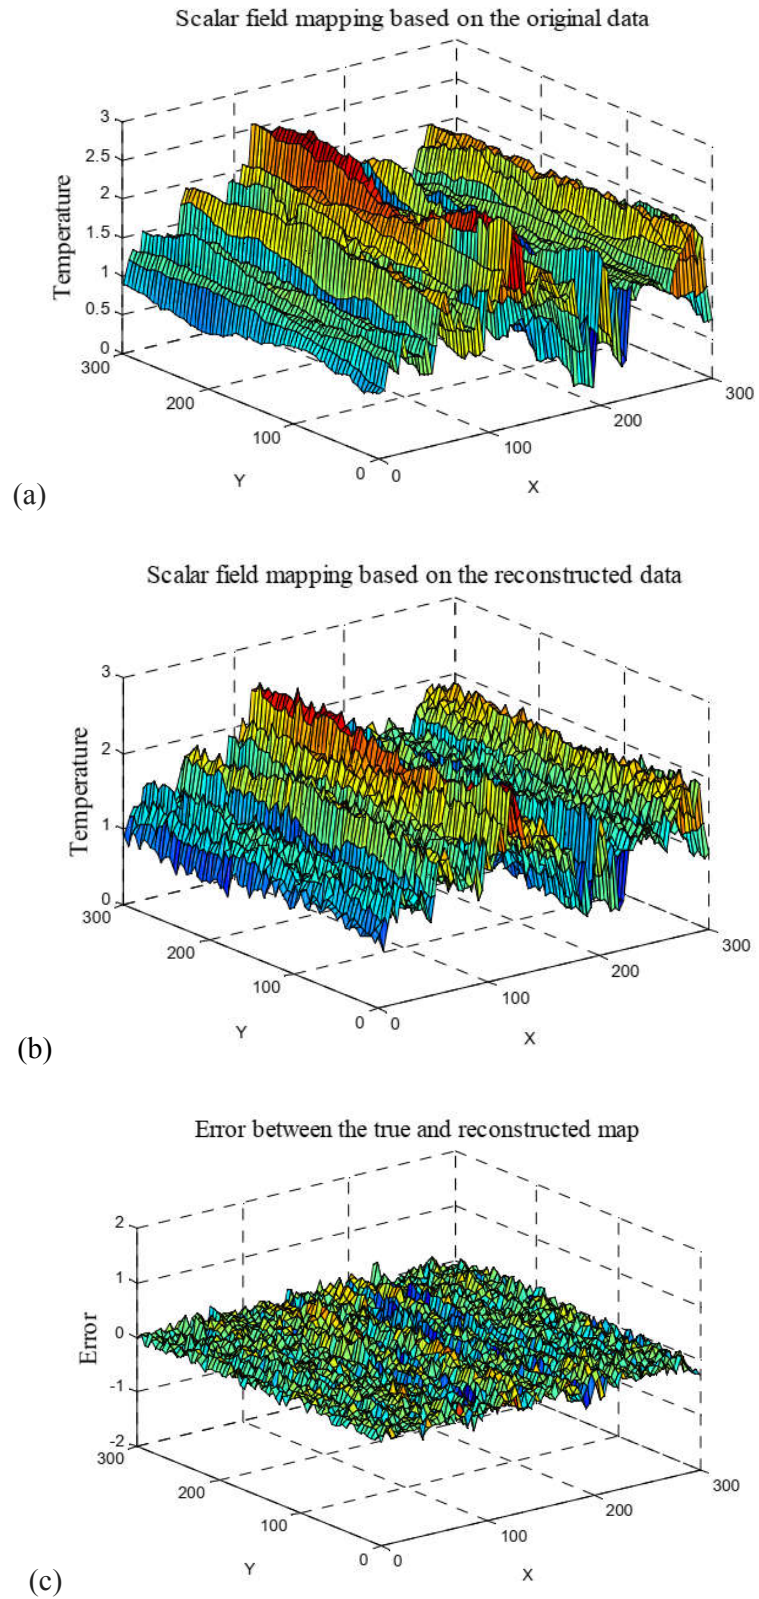 Scalar field mapping based on the original data
3
2.5
2
1.5
1
0.5
0
Temperature
300
200
100
0
Y
0
100
200
300
X
(a)
Scalar field mapping based on the reconstructed data
3
2
1
0
Temperature
300
200
100
0
Y
0
100
200
300
X
(b)
Error between the true and reconstructed map
2
1
0
-1
-2
Error
300
200
100
0
Y
0
100
200
300
X
(c)